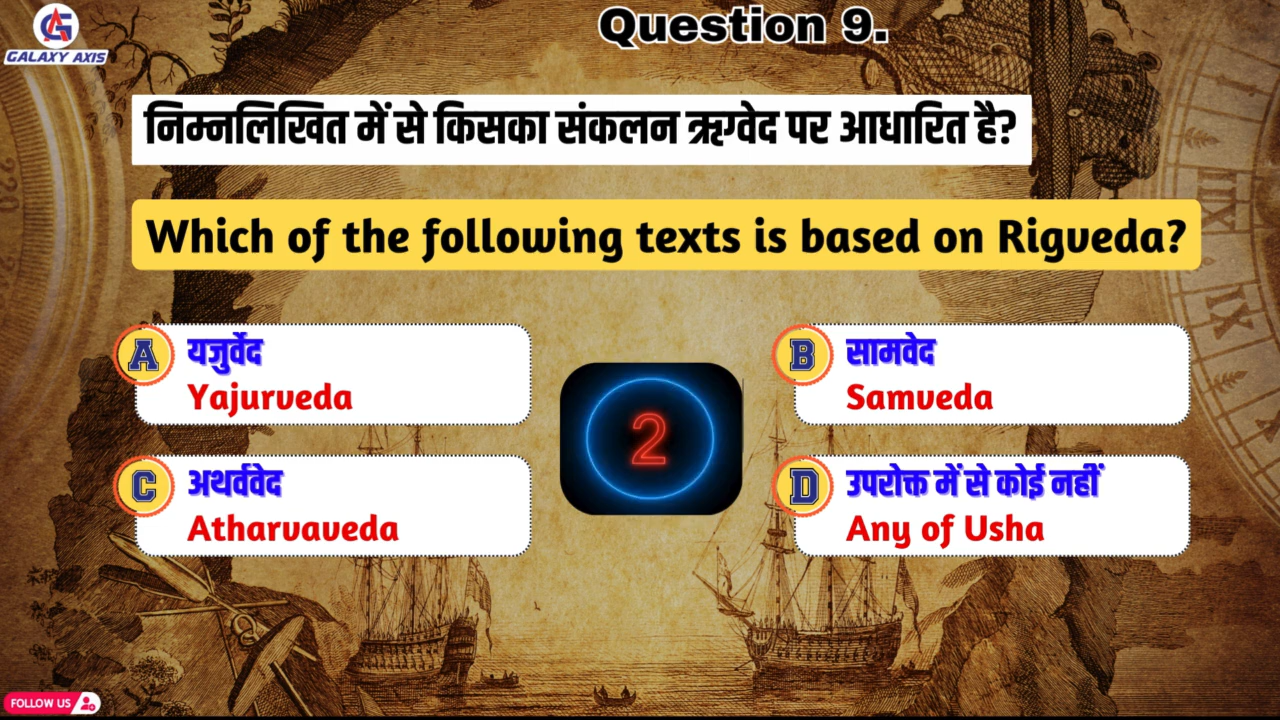 GALAXY AXIS
Question 9.
निम्नलिखित में से किसका संकलन ऋग्वेद पर आधारित है?
Which of the following texts is based on Rigveda?
A यजुर्वेद
Yajurveda
B सामवेद
Samveda
2
C अथर्ववेद
Atharvaveda
D उपरोक्त में से कोई नहीं
Any of Usha
FOLLOW US